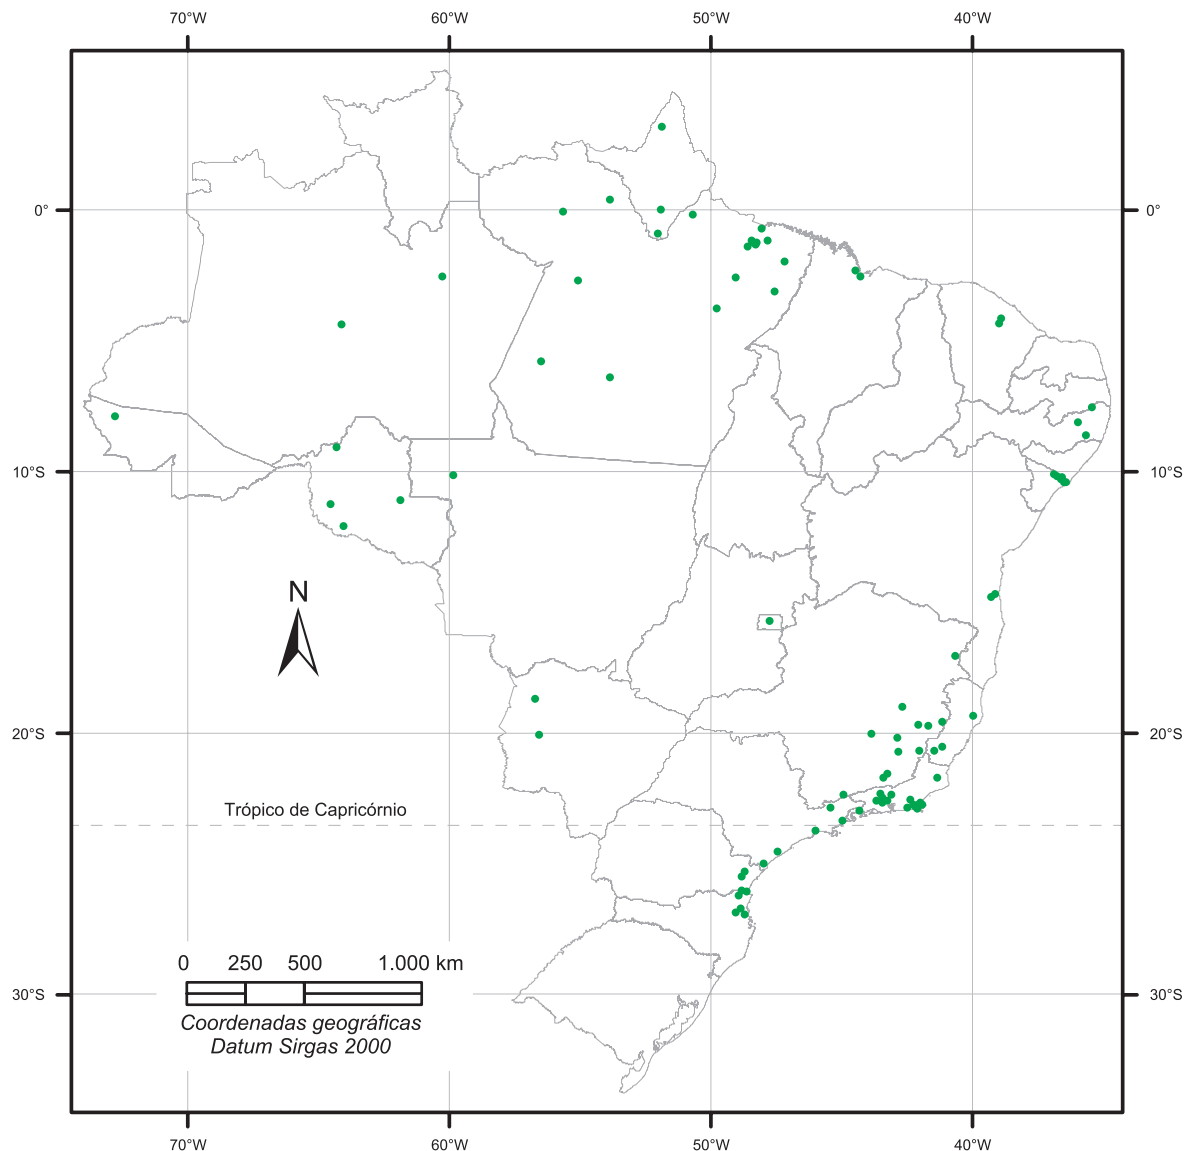 70°W 60°W 50°W 40°W
0° 0°
10°S 10°S
N
20°S 20°S
Trópico de Capricórnio
0 250 500 1.000 km
30°S 30°S
Coordenadas geográficas
Datum Sirgas 2000
70°W 60°W 50°W 40°W